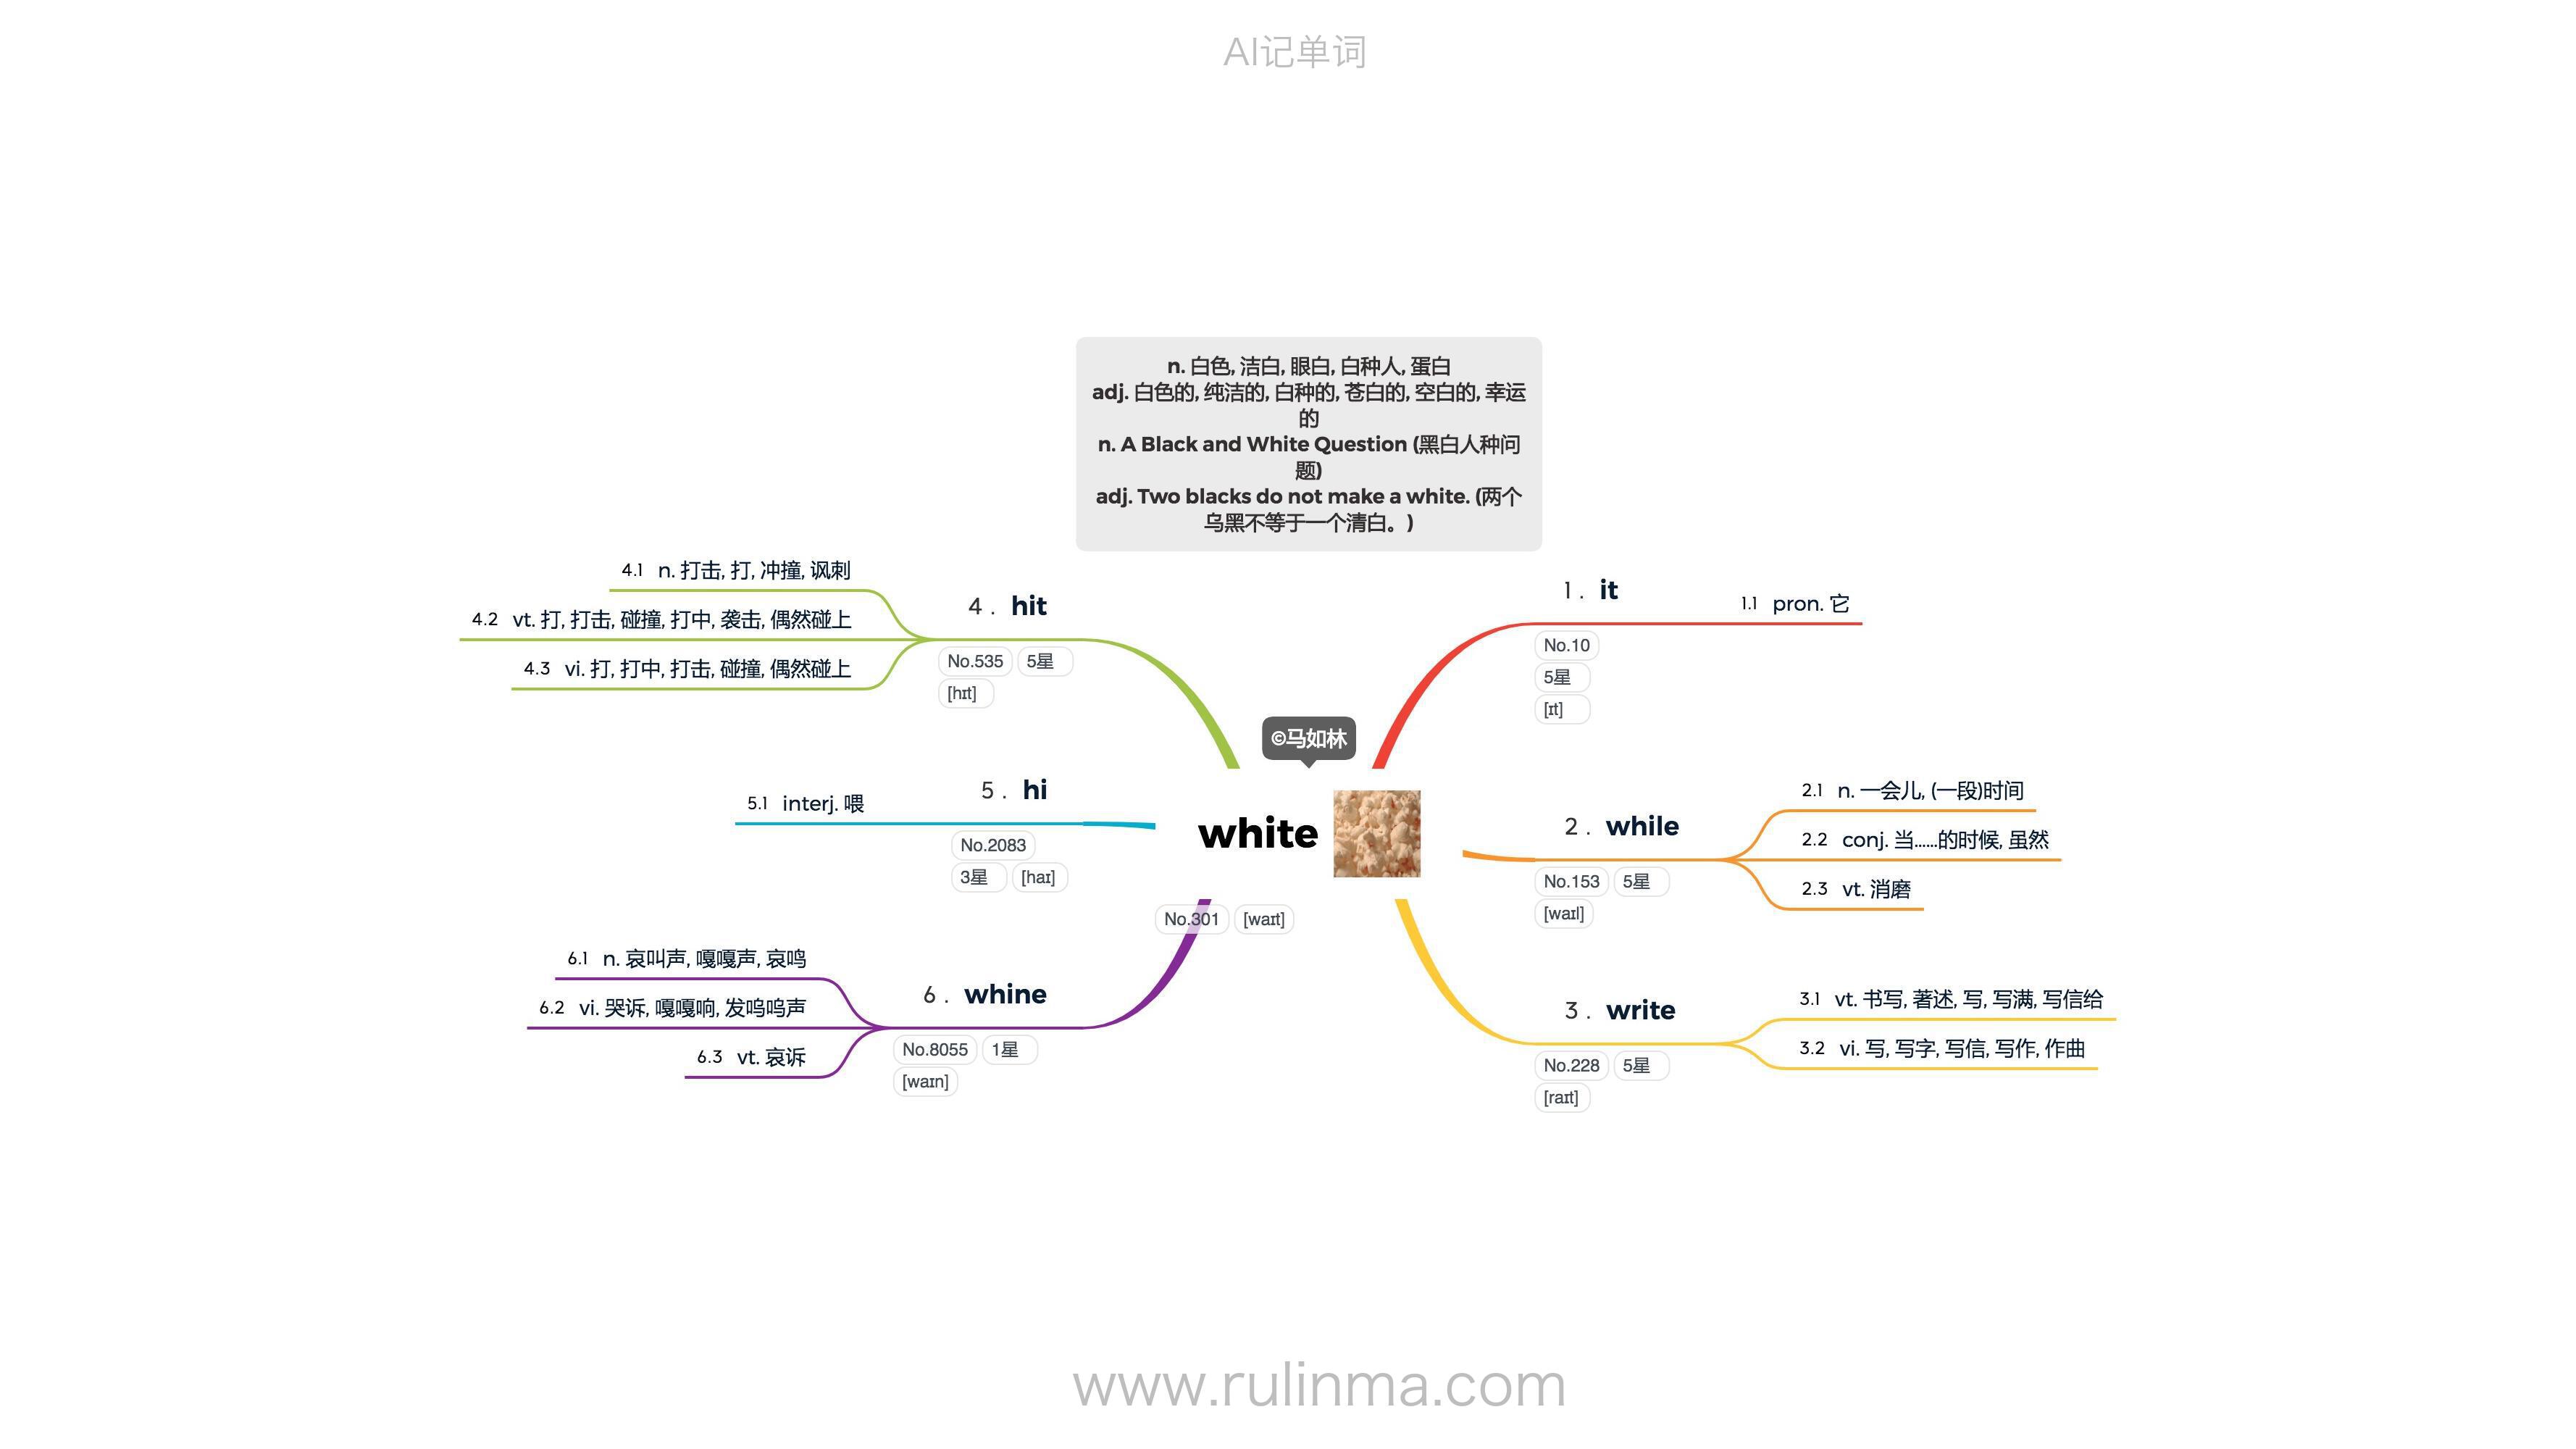 AI记单词
n. 白色, 洁白, 眼白, 白种人, 蛋白
adj. 白色的, 纯洁的, 白种的, 苍白的, 空白的, 幸运
的
n. A Black and White Question (黑白人种问
题)
adj. Two blacks do not make a white. (两个
乌黑不等于一个清白。)
©马如林
white
No.301 [waɪt]
1 . it
No.10
5星
[ɪt]
1.1 pron. 它
2 . while
No.153 5星
[waɪl]
2.1 n. 一会儿, (一段)时间
2.2 conj. 当……的时候, 虽然
2.3 vt. 消磨
3 . write
No.228 5星
[raɪt]
3.1 vt. 书写, 著述, 写, 写满, 写信给
3.2 vi. 写, 写字, 写信, 写作, 作曲
4 . hit
No.535 5星
[hɪt]
4.1 n. 打击, 打, 冲撞, 讽刺
4.2 vt. 打, 打击, 碰撞, 打中, 袭击, 偶然碰上
4.3 vi. 打, 打中, 打击, 碰撞, 偶然碰上
5 . hi
No.2083
3星 [haɪ]
5.1 interj. 喂
6 . whine
No.8055 1星
[waɪn]
6.1 n. 哀叫声, 嘎嘎声, 哀鸣
6.2 vi. 哭诉, 嘎嘎响, 发呜呜声
6.3 vt. 哀诉
www.rulinma.com